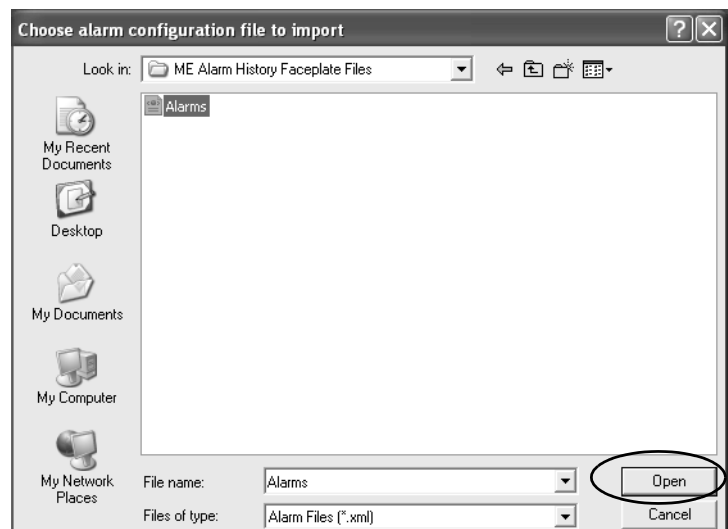 Choose alarm configuration file to import
Look in:
ME Alarm History Faceplate Files
Alarms
My Recent
Documents
Desktop
My Documents
My Computer
My Network
Places
File name:
Alarms
Open
Files of type:
Alarm Files (*.xml)
Cancel